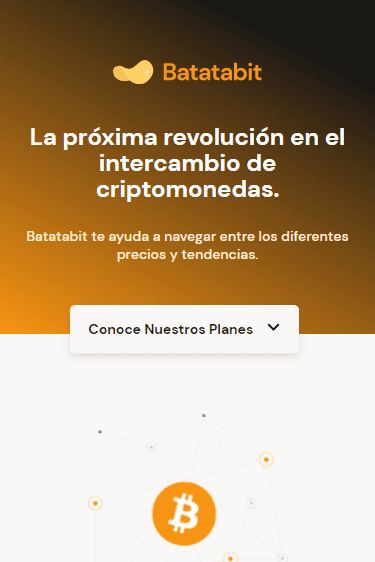 Batatabit
La próxima revolución en el
intercambio de
criptomonedas.
Batatabit te ayuda a navegar entre los diferentes
precios y tendencias.
Conoce Nuestros Planes